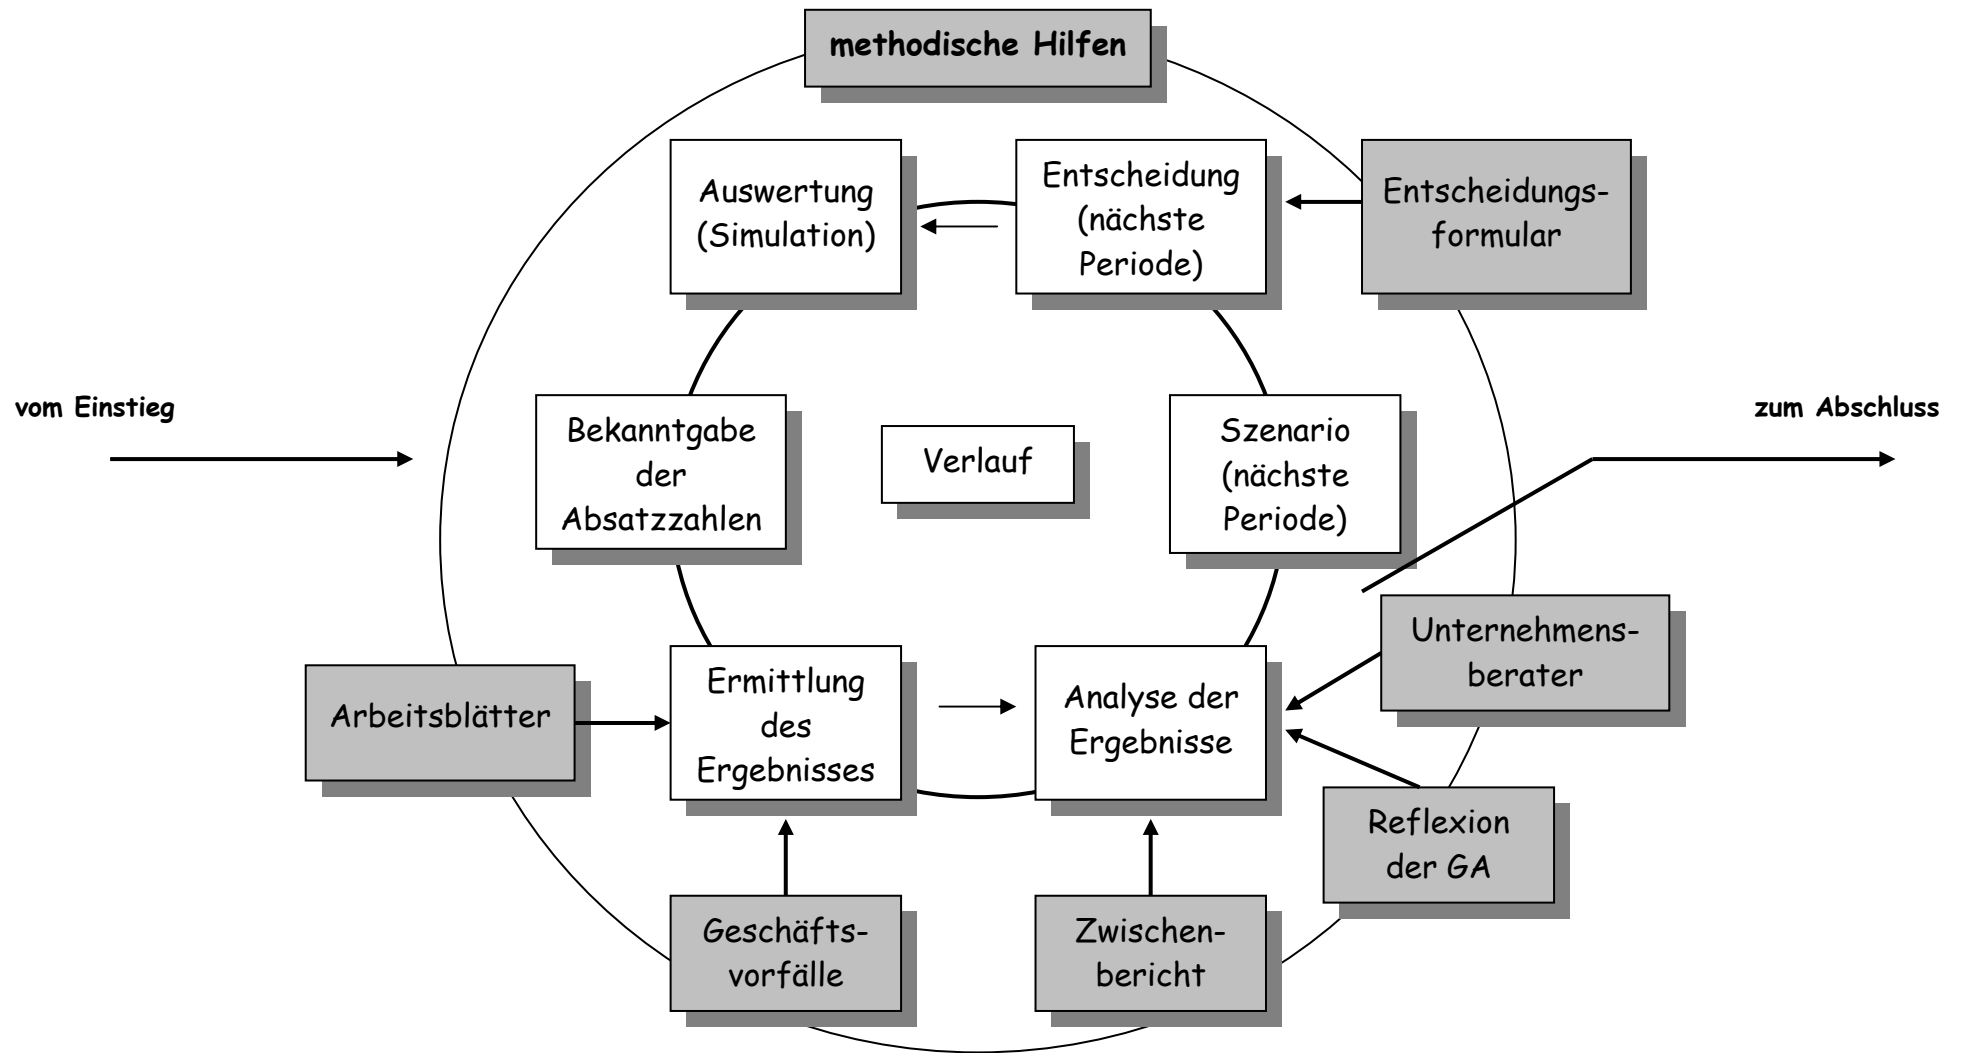 methodische Hilfen
Auswertung
(Simulation)
Entscheidung
(nächste
Periode)
Entscheidungs-
formular
vom Einstieg
zum Abschluss
Bekanntgabe
der
Absatzzahlen
Verlauf
Szenario
(nächste
Periode)
Unternehmens-
berater
Arbeitsblätter
Ermittlung
des
Ergebnisses
Analyse der
Ergebnisse
Reflexion
der GA
Geschäfts-
vorfälle
Zwischen-
bericht